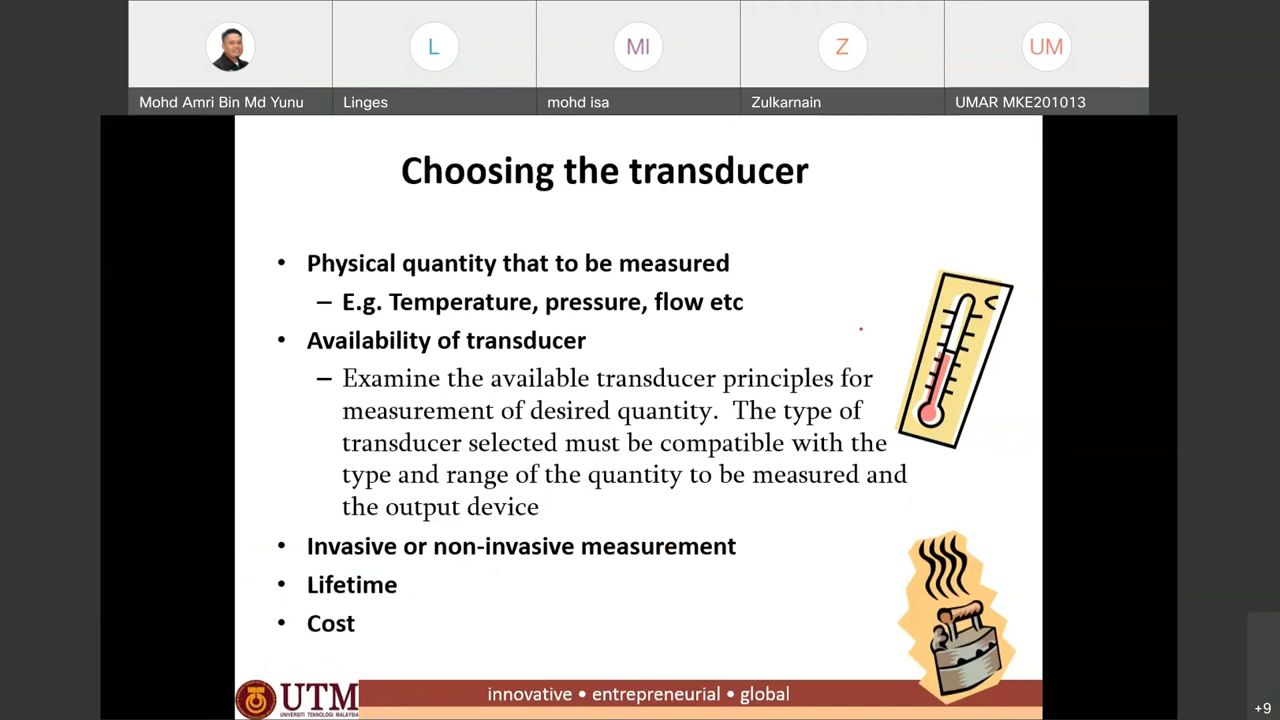 L
MI
Z
UM
Mohd Amri Bin Md Yunu
Linges
mohd isa
Zulkarnain
UMAR MKE201013
Choosing the transducer
• Physical quantity that to be measured
– E.g. Temperature, pressure, flow etc
• Availability of transducer
– Examine the available transducer principles for
measurement of desired quantity. The type of
transducer selected must be compatible with the
type and range of the quantity to be measured and
the output device
• Invasive or non-invasive measurement
• Lifetime
• Cost
UTM
UNIVERSITI TEKNOLOGI MALAYSIA
innovative • entrepreneurial • global
+9